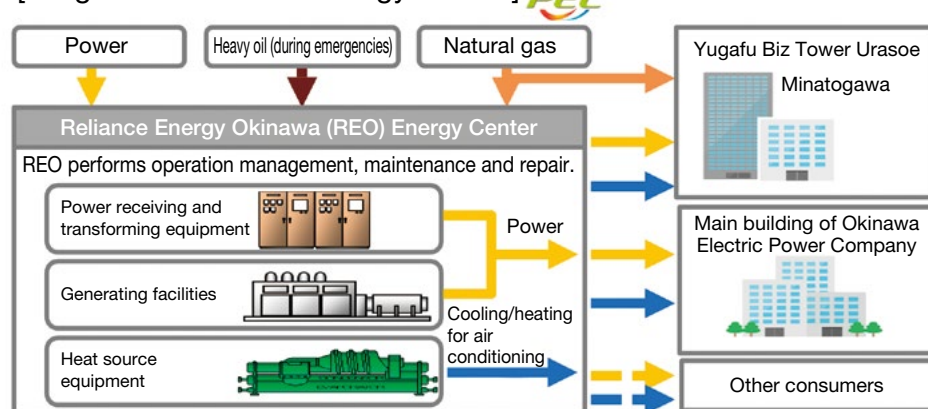 Power
Heavy oil (during emergencies)
Natural gas
Reliance Energy Okinawa (REO) Energy Center
REO performs operation management, maintenance and repair.
Power receiving and
transforming equipment
Generating facilities
Heat source
equipment
Power
Cooling/heating
for air
conditioning
Yugafu Biz Tower Urasoe
Minatogawa
Main building of Okinawa
Electric Power Company
Other consumers